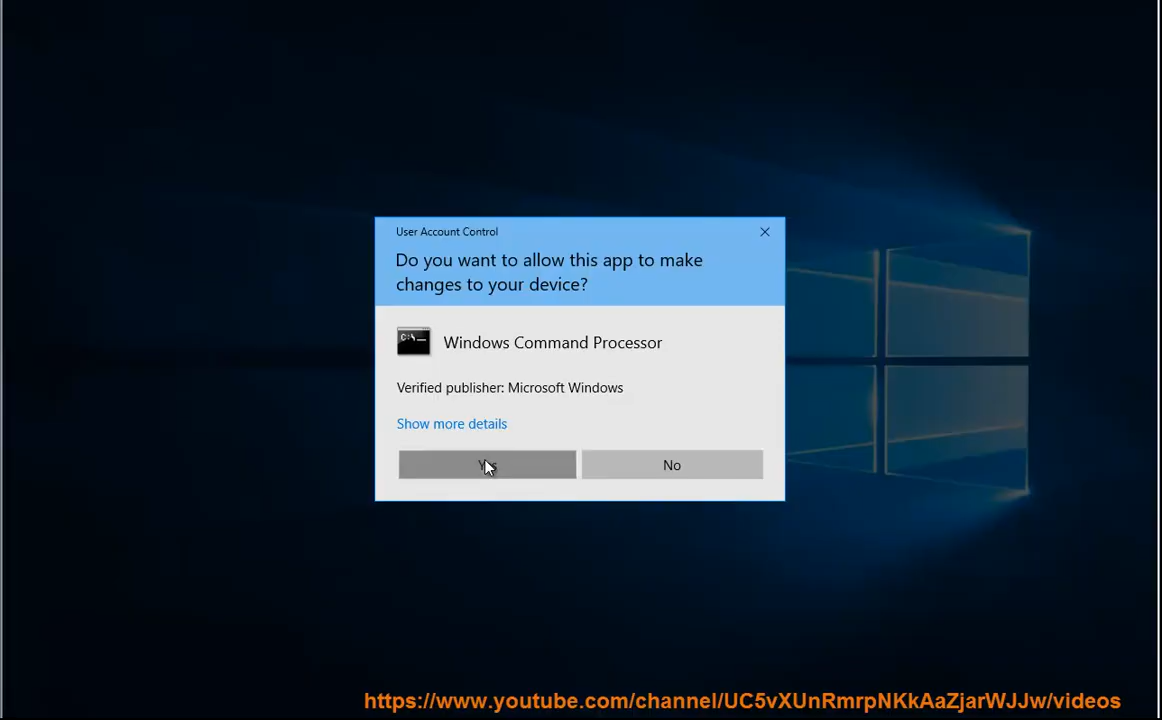 User Account Control
Do you want to allow this app to make
changes to your device?
C:\_
Windows Command Processor
Verified publisher: Microsoft Windows
Show more details
Yes
No
https://www.youtube.com/channel/UC5vXUnRmrpNKkAaZjarWJJw/videos